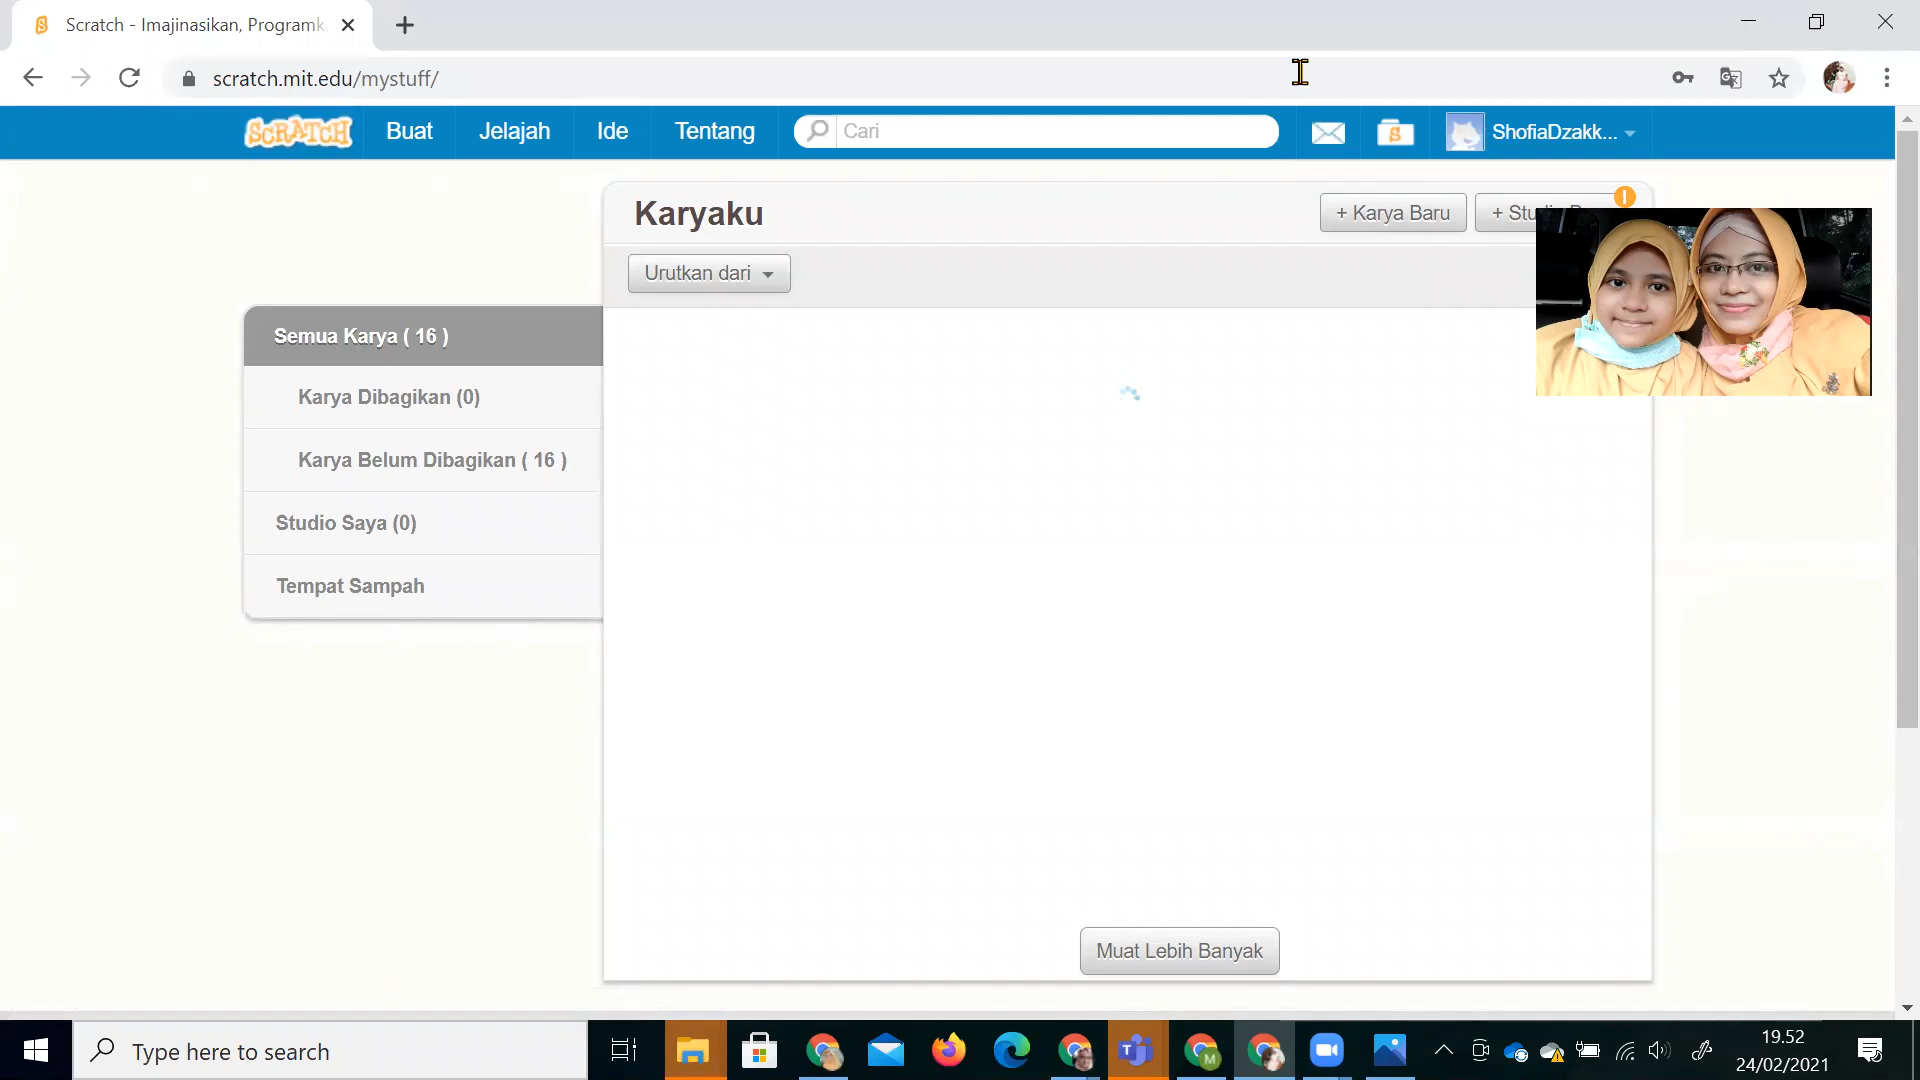 Scratch - Imajinasikan, Programk
scratch.mit.edu/mystuff/
SCRATCH
Buat
Jelajah
Ide
Tentang
Cari
ShofiaDzakk...
Karyaku
+ Karya Baru
Urutkan dari
Semua Karya ( 16 )
Karya Dibagikan (0)
Karya Belum Dibagikan ( 16 )
Studio Saya (0)
Tempat Sampah
Muat Lebih Banyak
Type here to search
19.52
24/02/2021